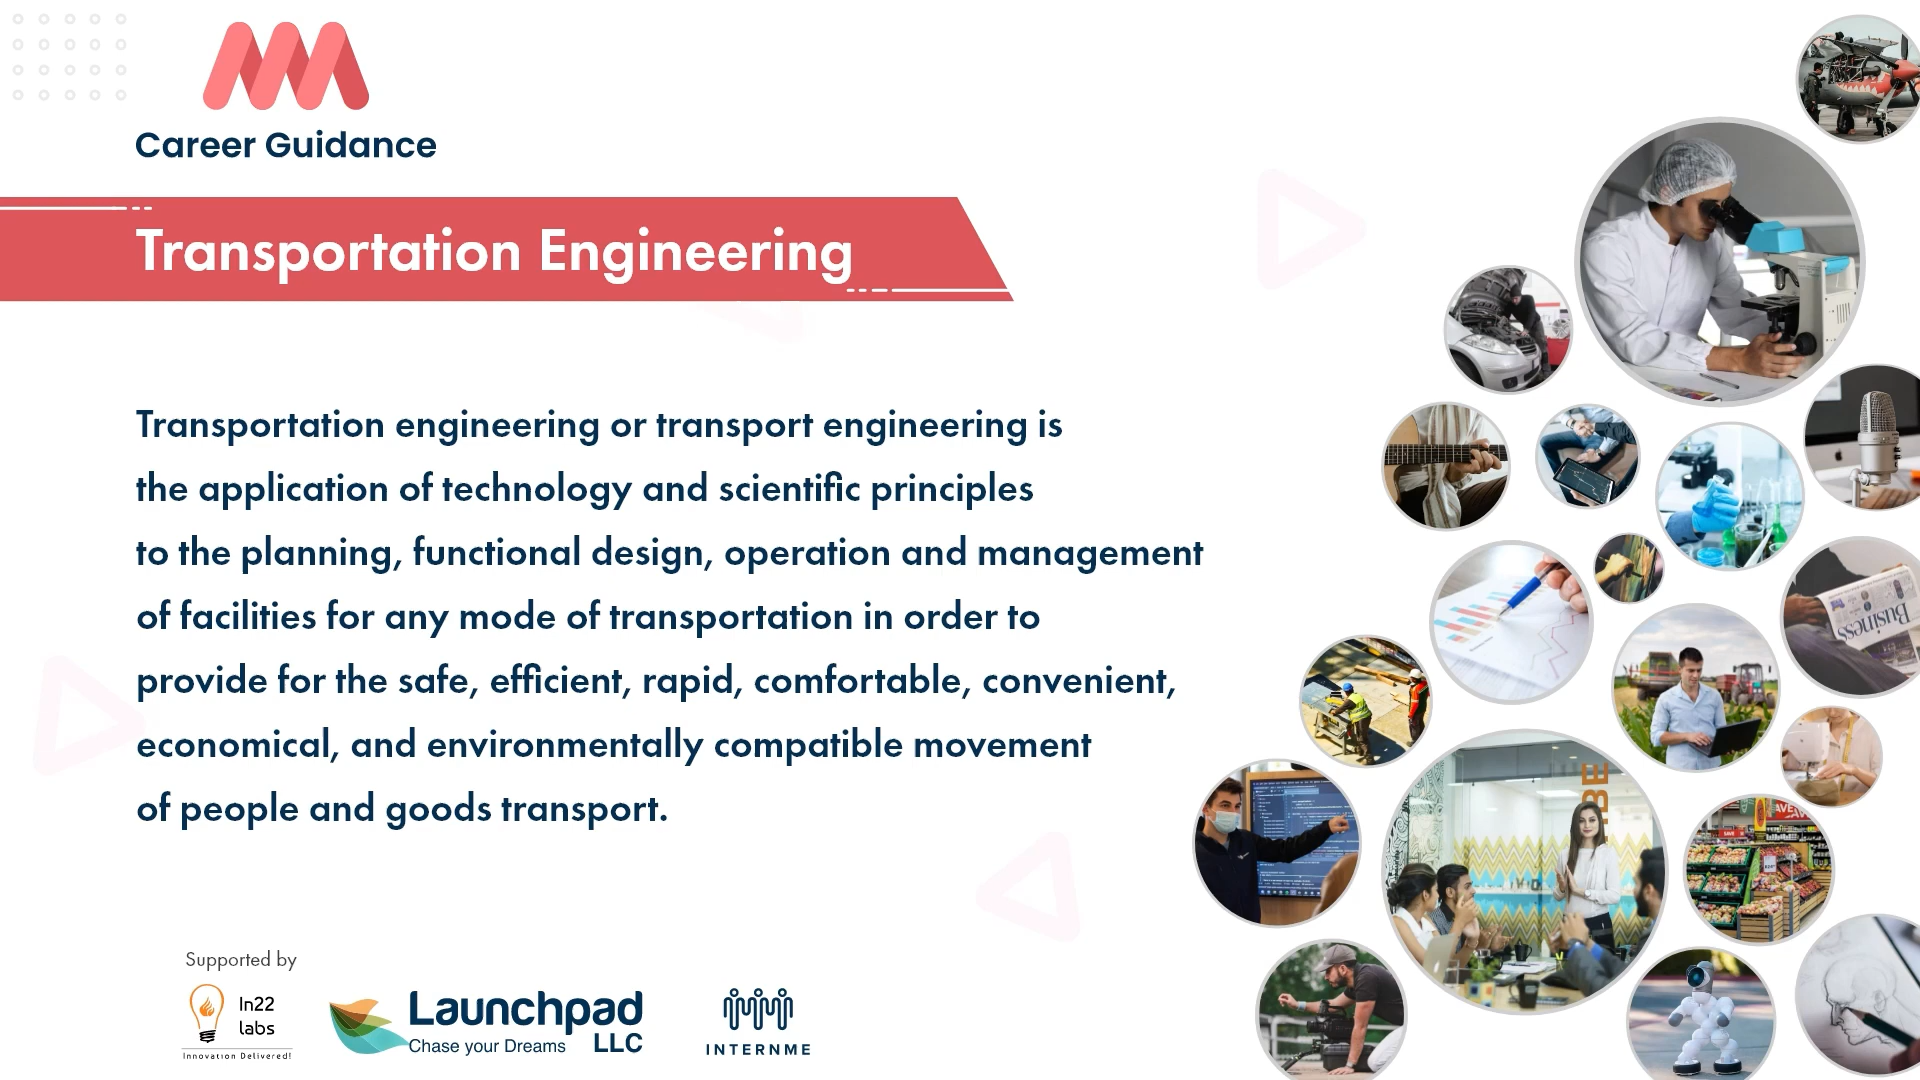 Career Guidance
Transportation Engineering
Transportation engineering or transport engineering is
the application of technology and scientific principles
to the planning, functional design, operation and management
of facilities for any mode of transportation in order to
provide for the safe, efficient, rapid, comfortable, convenient,
economical, and environmentally compatible movement
of people and goods transport.
Supported by
In22
labs
Innovation Delivered!
Launchpad
Chase your Dreams LLC
INTERNME
Business
SAVE